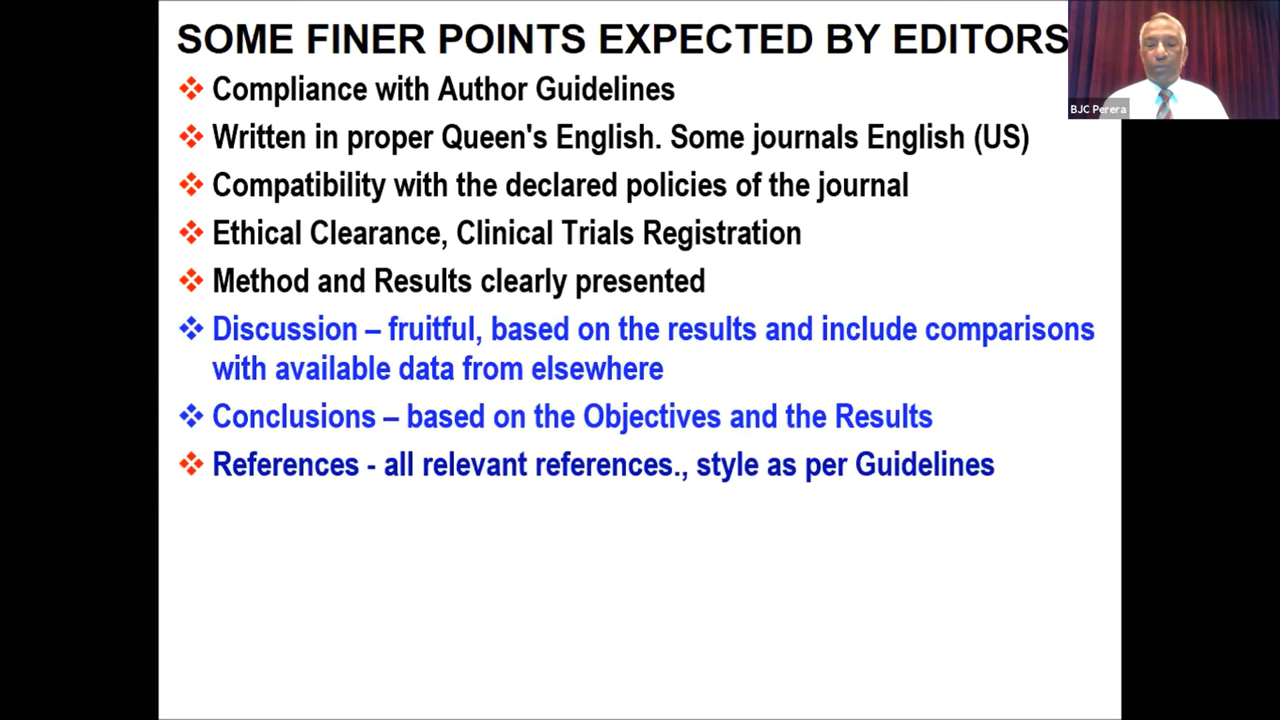 SOME FINER POINTS EXPECTED BY EDITORS
BJC Perera
Compliance with Author Guidelines
Written in proper Queen's English. Some journals English (US)
Compatibility with the declared policies of the journal
Ethical Clearance, Clinical Trials Registration
Method and Results clearly presented
Discussion – fruitful, based on the results and include comparisons
with available data from elsewhere
Conclusions – based on the Objectives and the Results
References - all relevant references., style as per Guidelines